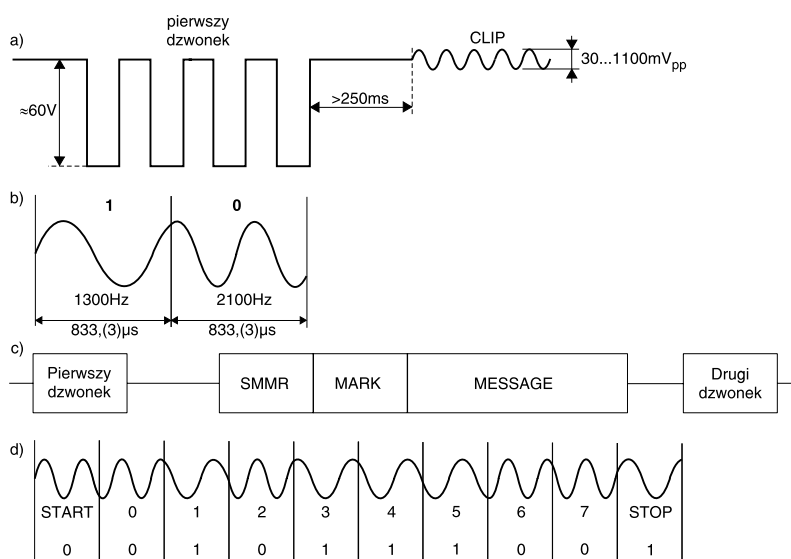 a)
pierwszy
dzwonek
CLIP
≈60V
>250ms
30...1100mVpp
b)
1 0
1300Hz 2100Hz
833,(3)µs 833,(3)µs
c)
Pierwszy
dzwonek
SMMR MARK MESSAGE
Drugi
dzwonek
d)
START 0 1 2 3 4 5 6 7 STOP
0 0 1 0 1 1 1 0 0 1